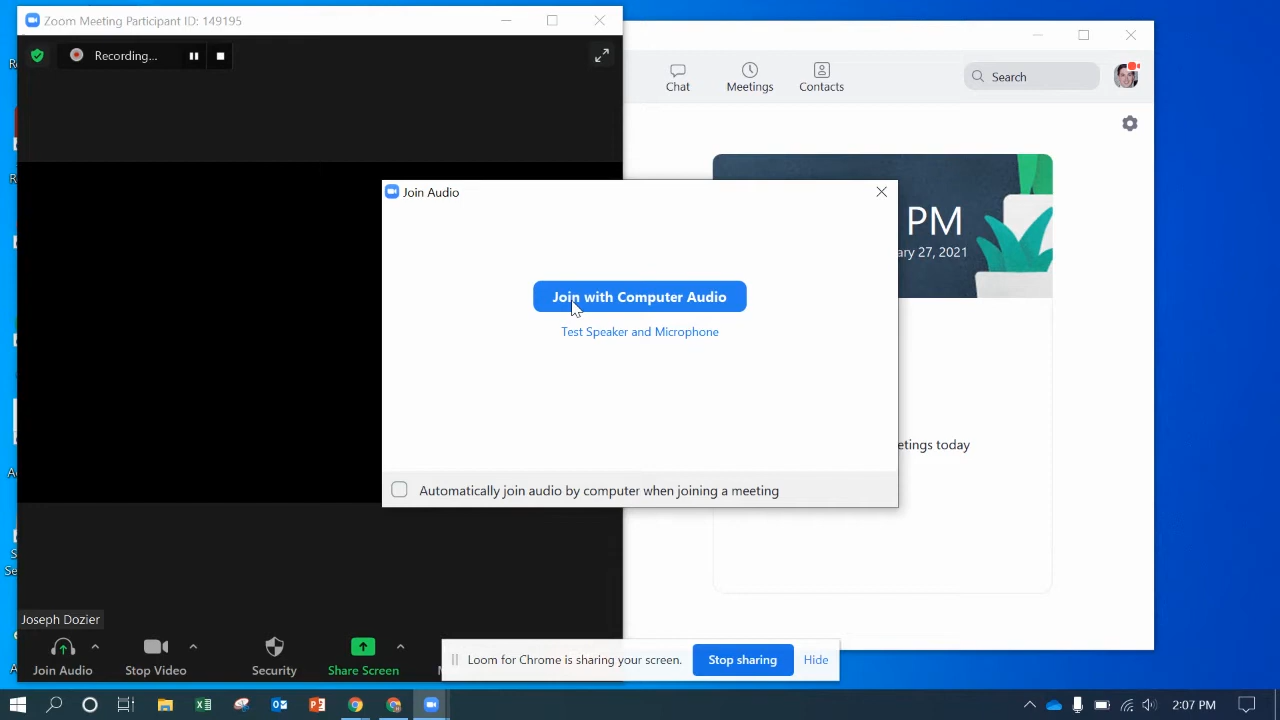 Zoom Meeting Participant ID: 149195
Recording...
Chat
Meetings
Contacts
Search
Join Audio
PM
ary 27, 2021
Join with Computer Audio
Test Speaker and Microphone
etings today
Automatically join audio by computer when joining a meeting
Joseph Dozier
Join Audio
Stop Video
Security
Share Screen
Loom for Chrome is sharing your screen.
Stop sharing
Hide
2:07 PM